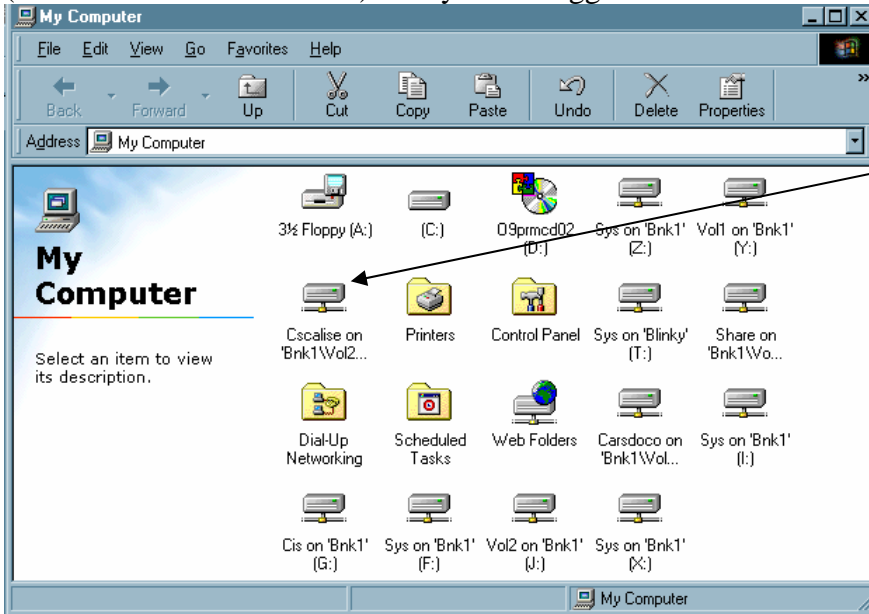 My Computer
File Edit View Go Favorites Help
Back Forward Up Cut Copy Paste Undo Delete Properties »
Address My Computer
My
Computer
Select an item to view
its description.
3½ Floppy (A:)
(C:)
09prmcd02
(D:)
Sys on 'Bnk1'
(Z:)
Vol1 on 'Bnk1'
(Y:)
Cscalise on
'Bnk1\Vol2...
Printers
Control Panel
Sys on 'Blinky'
(T:)
Share on
'Bnk1\Vo...
Dial-Up
Networking
Scheduled
Tasks
Web Folders
Carsdoco on
'Bnk1\Vol...
Sys on 'Bnk1'
(I:)
Cis on 'Bnk1'
(G:)
Sys on 'Bnk1'
(F:)
Vol2 on 'Bnk1'
(J:)
Sys on 'Bnk1'
(X:)
My Computer